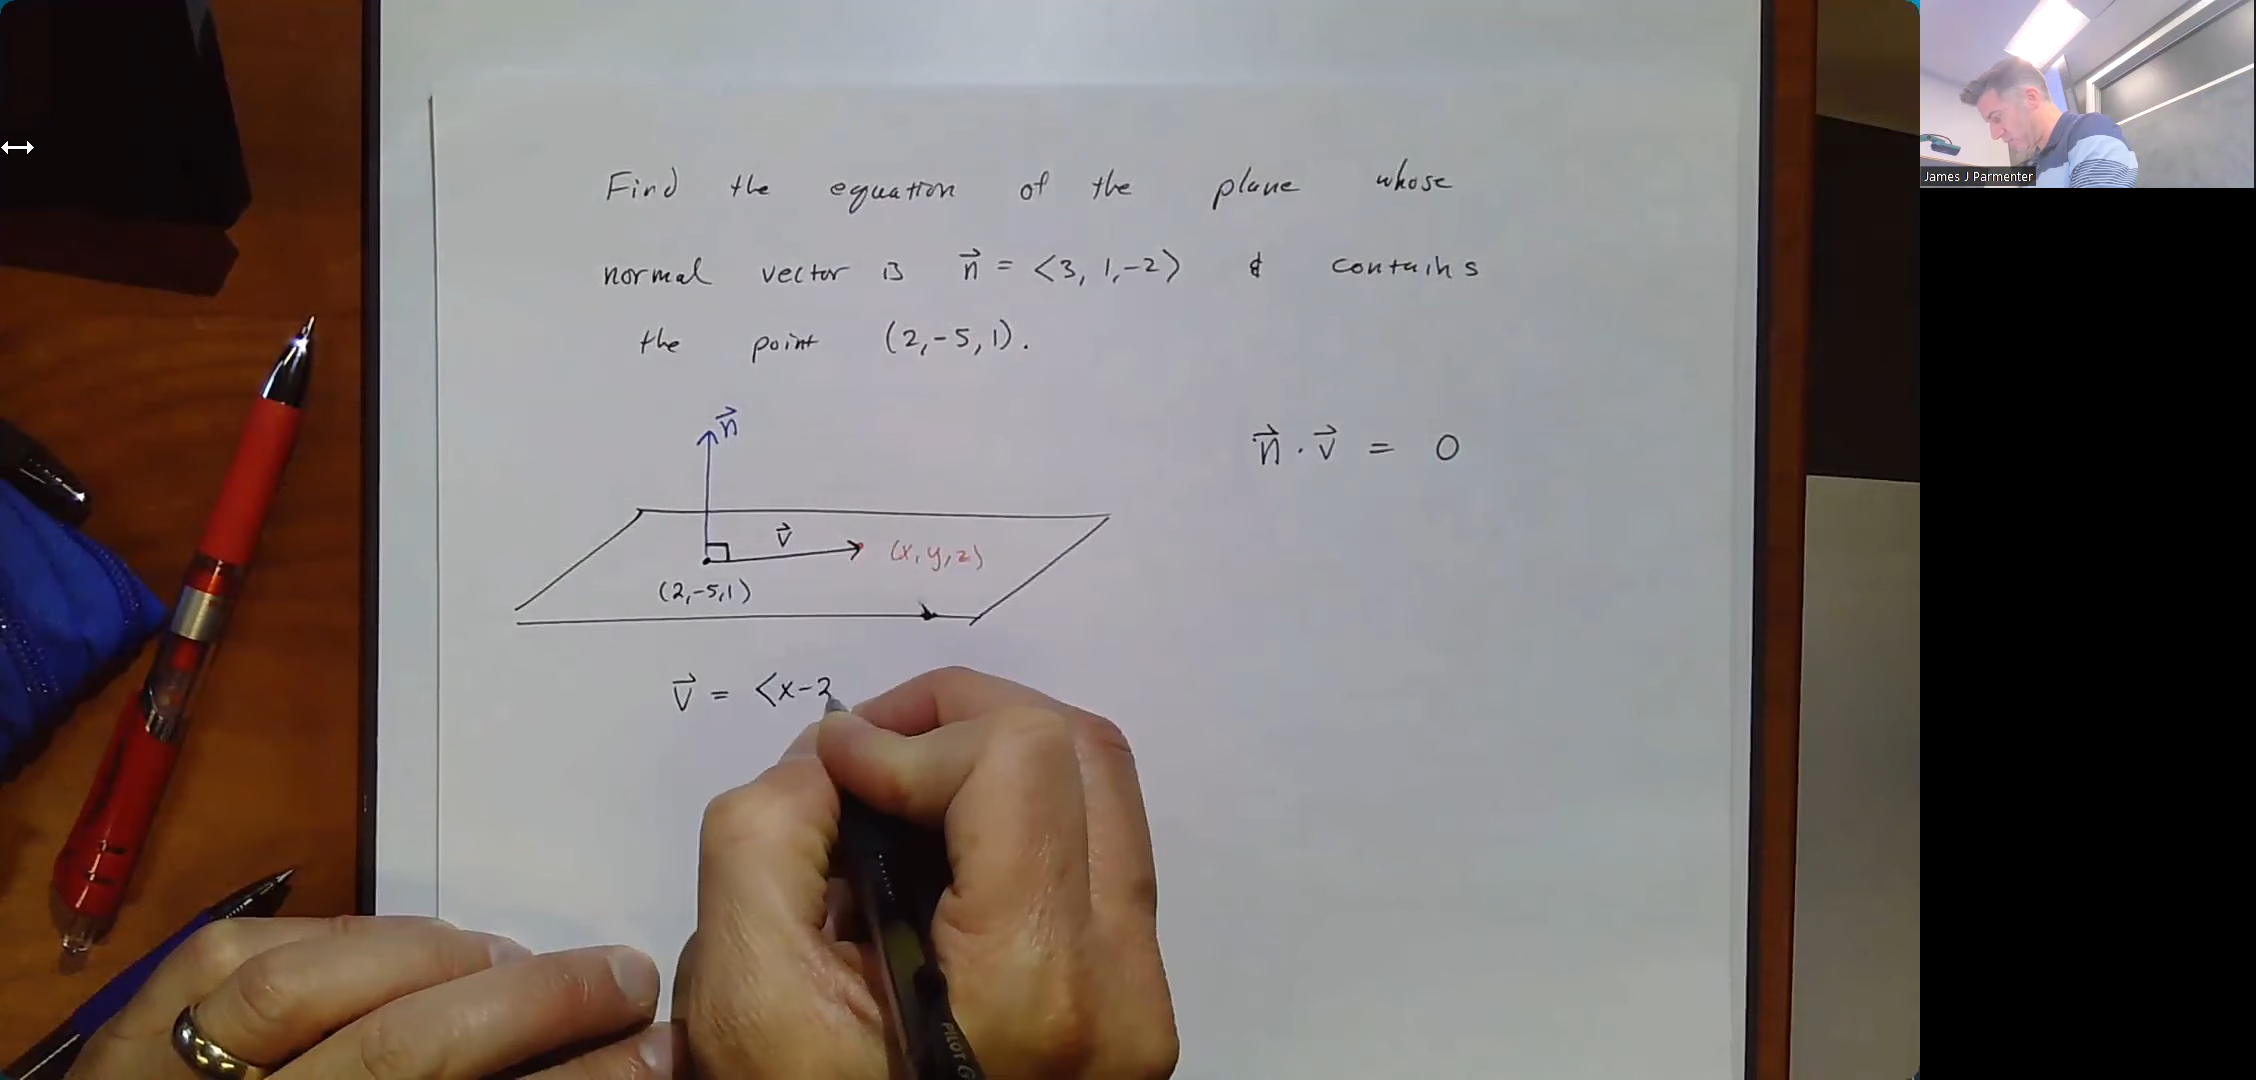 Find the equation of the plane whose
normal vector is n⃗ = <3, 1, -2> & contains
the point (2, -5, 1).
n⃗
n⃗ · v⃗ = 0
v⃗
(x, y, z)
(2, -5, 1)
v⃗ = <x-2
PILOT G
James J Parmenter